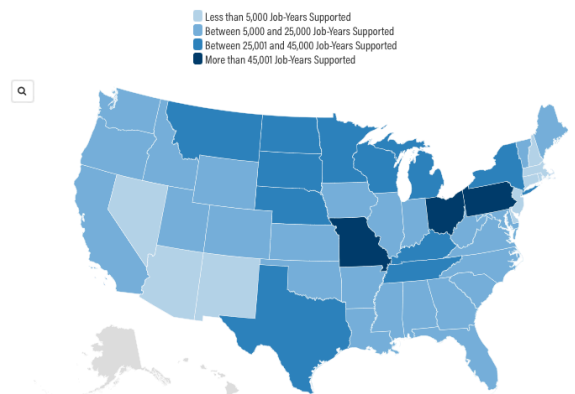 Less than 5,000 Job-Years Supported
Between 5,000 and 25,000 Job-Years Supported
Between 25,001 and 45,000 Job-Years Supported
More than 45,001 Job-Years Supported